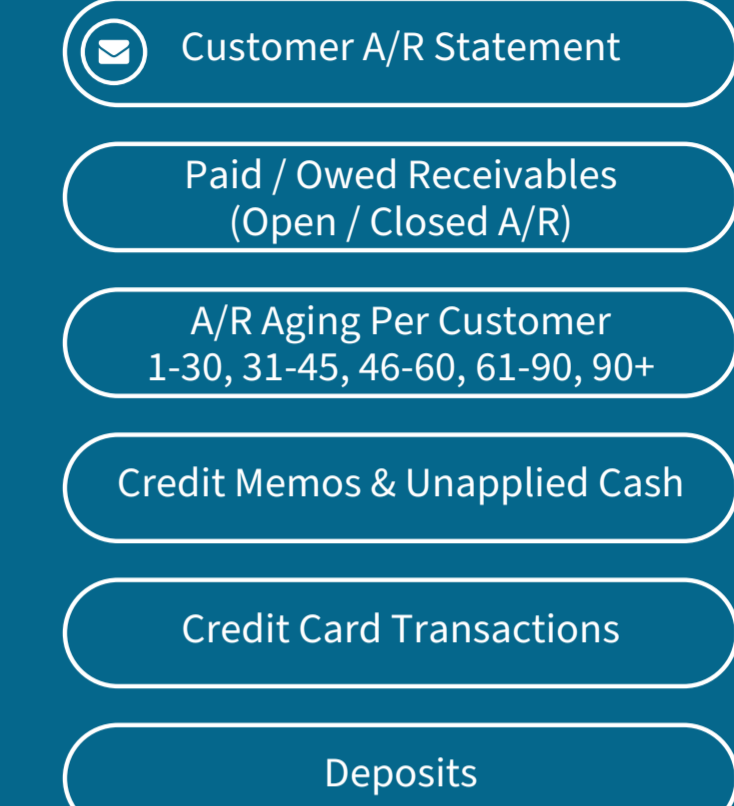 Customer A/R Statement
Paid / Owed Receivables
(Open / Closed A/R)
A/R Aging Per Customer
1-30, 31-45, 46-60, 61-90, 90+
Credit Memos & Unapplied Cash
Credit Card Transactions
Deposits